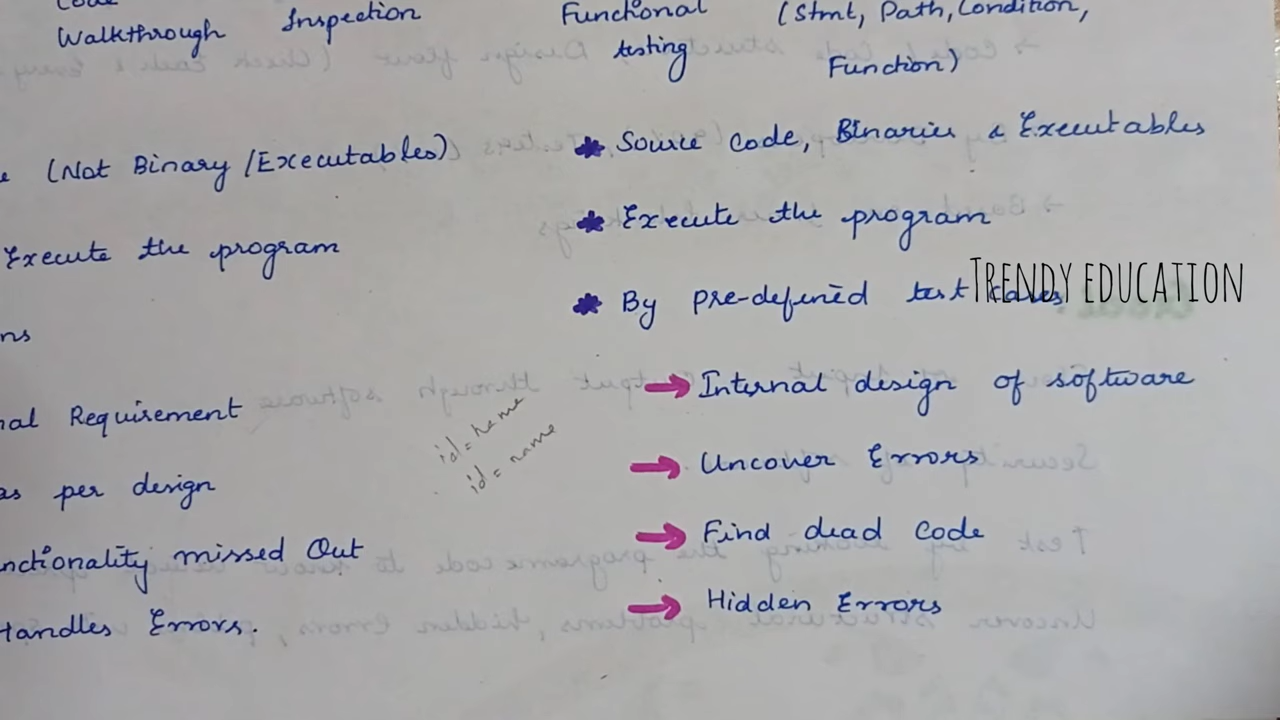 Code
Walkthrough Inspection Functional (Stmt, Path, Condition,
testing Function)
(Not Binary /Executables) * Source Code, Binaries & Executables
Execute the program * Execute the program
TRENDY EDUCATION
* By pre-defined test cases
ns
→ Internal design of software
nal Requirement
id=name
id=name
as per design → Uncover Errors
nctionality missed Out → Find dead Code
Handles Errors. → Hidden Errors